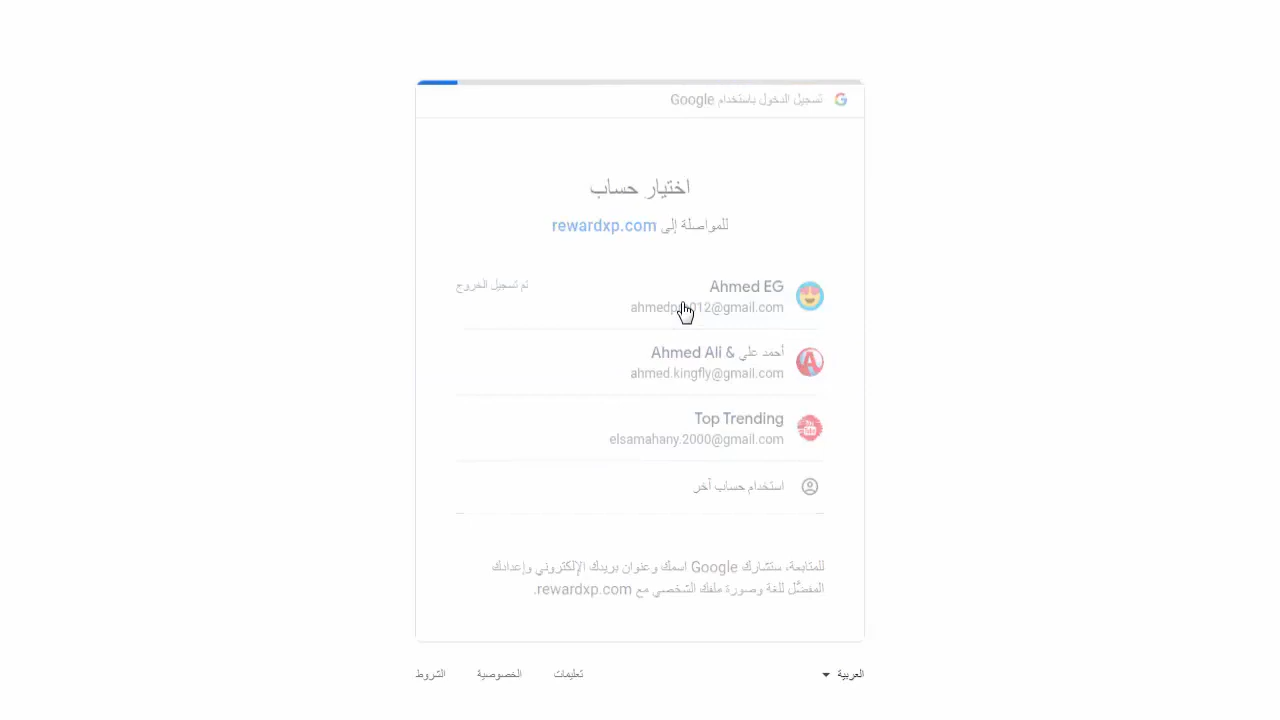 تسجيل الدخول باستخدام Google
اختيار حساب
للمواصلة إلى rewardxp.com
Ahmed EG
تم تسجيل الخروج
أحمد علي & Ahmed Ali
ahmed.kingfly@gmail.com
Top Trending
elsamahany.2000@gmail.com
استخدام حساب آخر
للمتابعة، ستشارك Google اسمك وعنوان بريدك الإلكتروني وإعدادك
المفضَّل للغة وصورة ملفك الشخصي مع rewardxp.com.
العربية
تعليمات
الخصوصية
الشروط